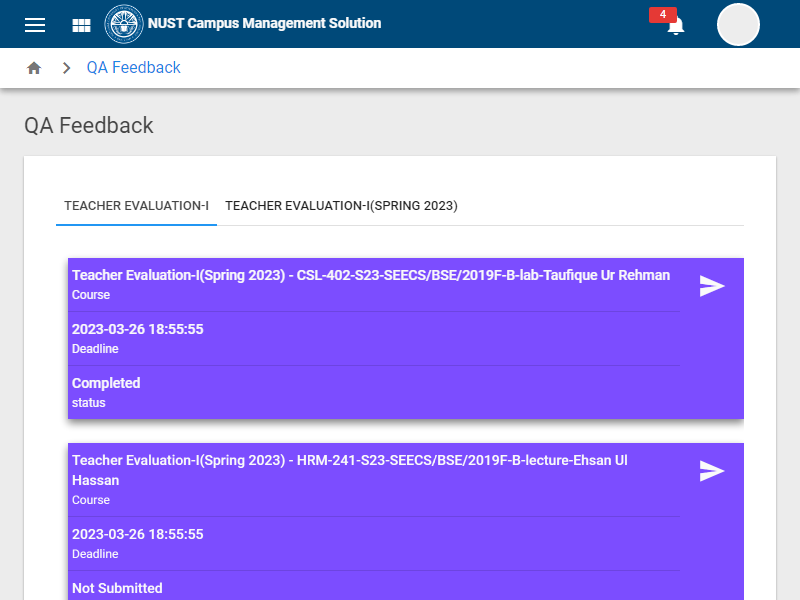 NUST Campus Management Solution
4
QA Feedback
QA Feedback
TEACHER EVALUATION-I
TEACHER EVALUATION-I(SPRING 2023)
Teacher Evaluation-I(Spring 2023) - CSL-402-S23-SEECS/BSE/2019F-B-lab-Taufique Ur Rehman
Course
2023-03-26 18:55:55
Deadline
Completed
status
Teacher Evaluation-I(Spring 2023) - HRM-241-S23-SEECS/BSE/2019F-B-lecture-Ehsan Ul
Hassan
Course
2023-03-26 18:55:55
Deadline
Not Submitted